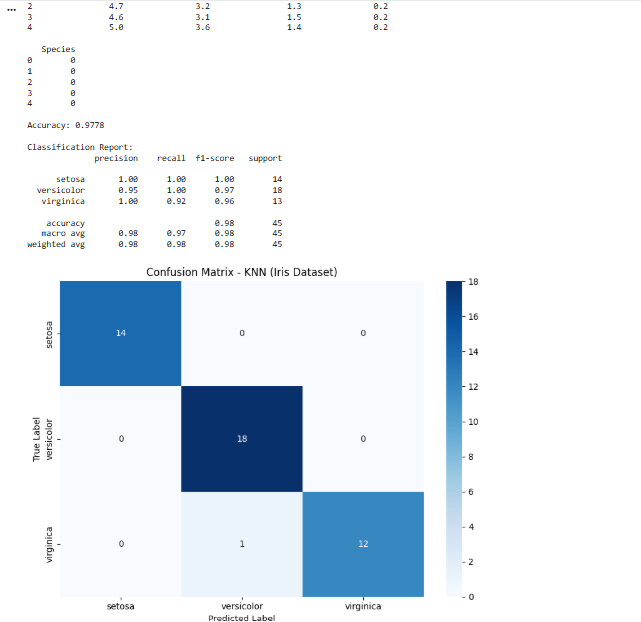 ... 2 4.7 3.2 1.3 0.2
3 4.6 3.1 1.5 0.2
4 5.0 3.6 1.4 0.2
Species
0 0
1 0
2 0
3 0
4 0
Accuracy: 0.9778
Classification Report:
precision recall f1-score support
setosa 1.00 1.00 1.00 14
versicolor 0.95 1.00 0.97 18
virginica 1.00 0.92 0.96 13
accuracy 0.98 45
macro avg 0.98 0.97 0.98 45
weighted avg 0.98 0.98 0.98 45
Confusion Matrix - KNN (Iris Dataset)
True Label
setosa
14 0 0
versicolor
0 18 0
virginica
0 1 12
setosa versicolor virginica
Predicted Label
18
16
14
12
10
8
6
4
2
0